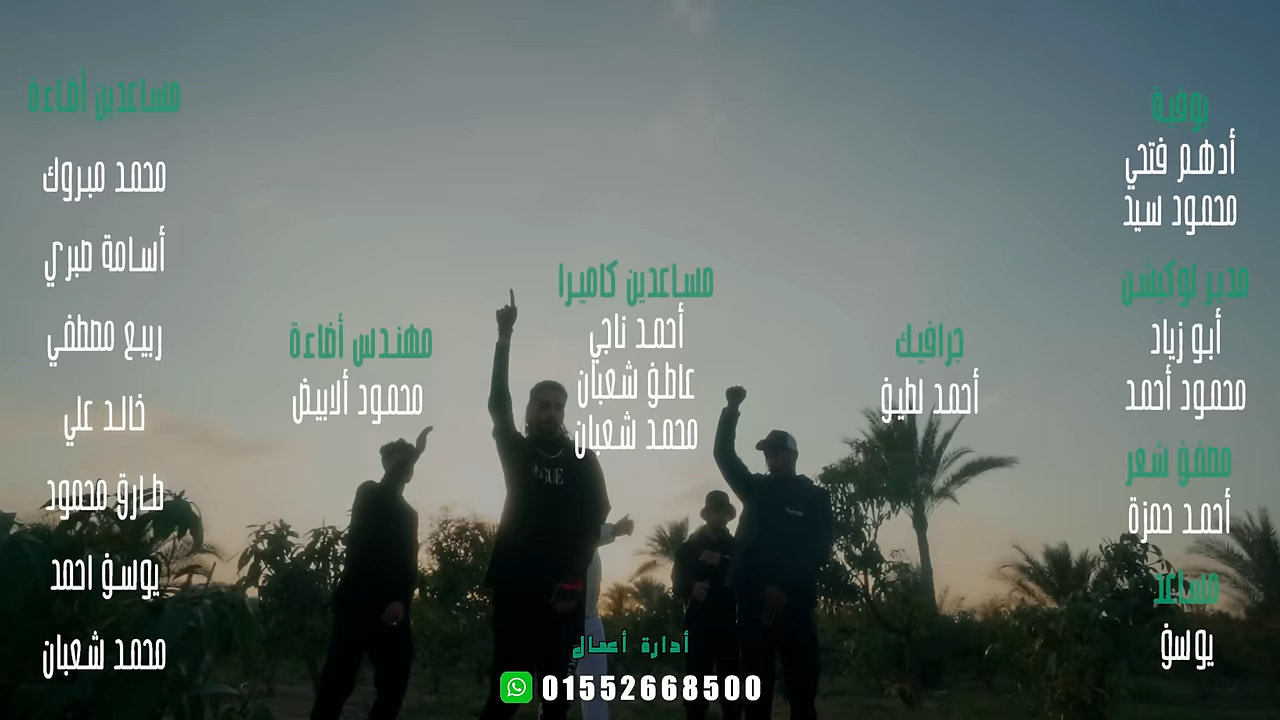 بوفية
أدهم فتحي
محمود سيد
مدير لوكيشن
أبو زياد
محمود أحمد
مصفف شعر
أحمد حمزة
مساعد
يوسف
جرافيك
أحمد لطيف
مساعدين كاميرا
أحمد ناجي
عاطف شعبان
محمد شعبان
مهندس أضاءة
محمود ألابيض
مساعدين أضاءة
محمد مبروك
أسامة صبري
ربيع مصطفي
خالد علي
طارق محمود
يوسف احمد
محمد شعبان
أدارة أعمال
01552668500